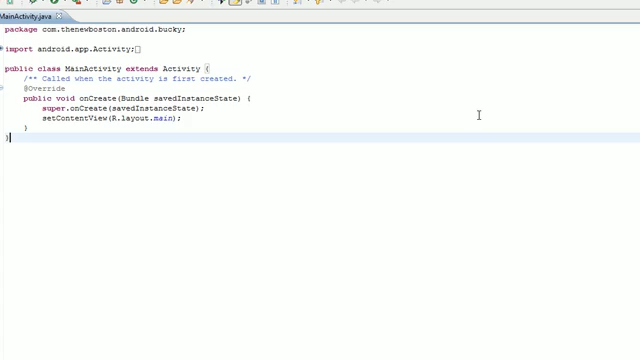 MainActivity.java
package com.thenewboston.android.bucky;
import android.app.Activity;
public class MainActivity extends Activity {
/** Called when the activity is first created. */
@Override
public void onCreate(Bundle savedInstanceState) {
super.onCreate(savedInstanceState);
setContentView(R.layout.main);
}
}